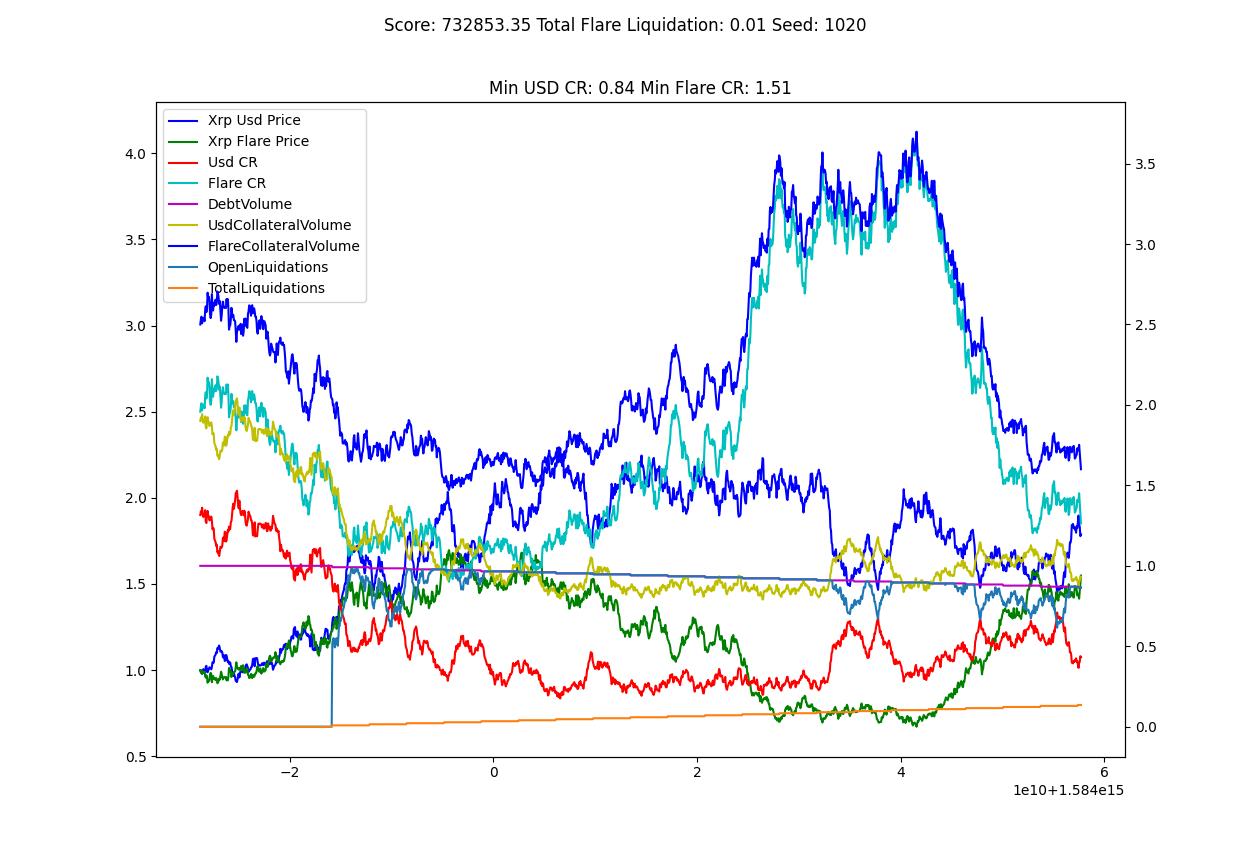 Score: 732853.35 Total Flare Liquidation: 0.01 Seed: 1020
Min USD CR: 0.84 Min Flare CR: 1.51
Xrp Usd Price
Xrp Flare Price
Usd CR
Flare CR
DebtVolume
UsdCollateralVolume
FlareCollateralVolume
OpenLiquidations
TotalLiquidations
4.0
3.5
3.0
2.5
2.0
1.5
1.0
0.5
3.5
3.0
2.5
2.0
1.5
1.0
0.5
0.0
−2 0 2 4 6
1e10+1.584e15